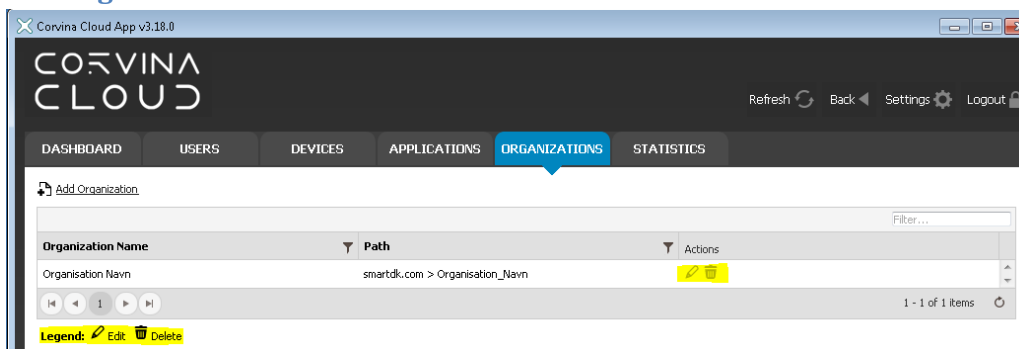 Corvina Cloud App v3.18.0
CORVINA
CLOUD
Refresh Back Settings Logout
DASHBOARD USERS DEVICES APPLICATIONS ORGANIZATIONS STATISTICS
Add Organization
Filter...
Organization Name Path Actions
Organisation Navn smartdk.com > Organisation_Navn
1 1 - 1 of 1 items
Legend: Edit Delete